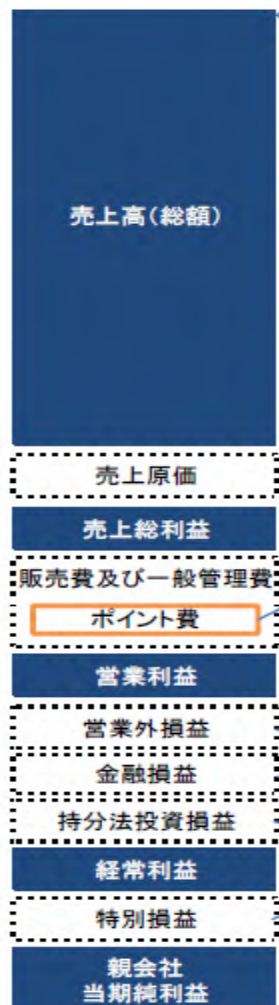 売上高(総額)
売上原価
売上総利益
販売費及び一般管理費
ポイント費
営業利益
営業外損益
金融損益
持分法投資損益
経常利益
特別損益
親会社
当期純利益